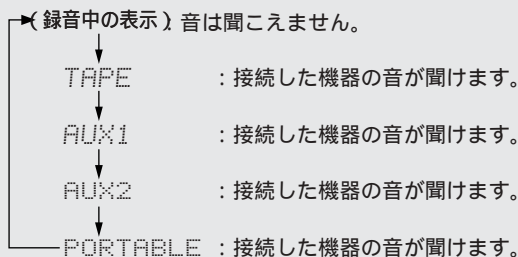 (録音中の表示): 音は聞こえません。
TAPE : 接続した機器の音が聞けます。
AUX1 : 接続した機器の音が聞けます。
AUX2 : 接続した機器の音が聞けます。
PORTABLE : 接続した機器の音が聞けます。